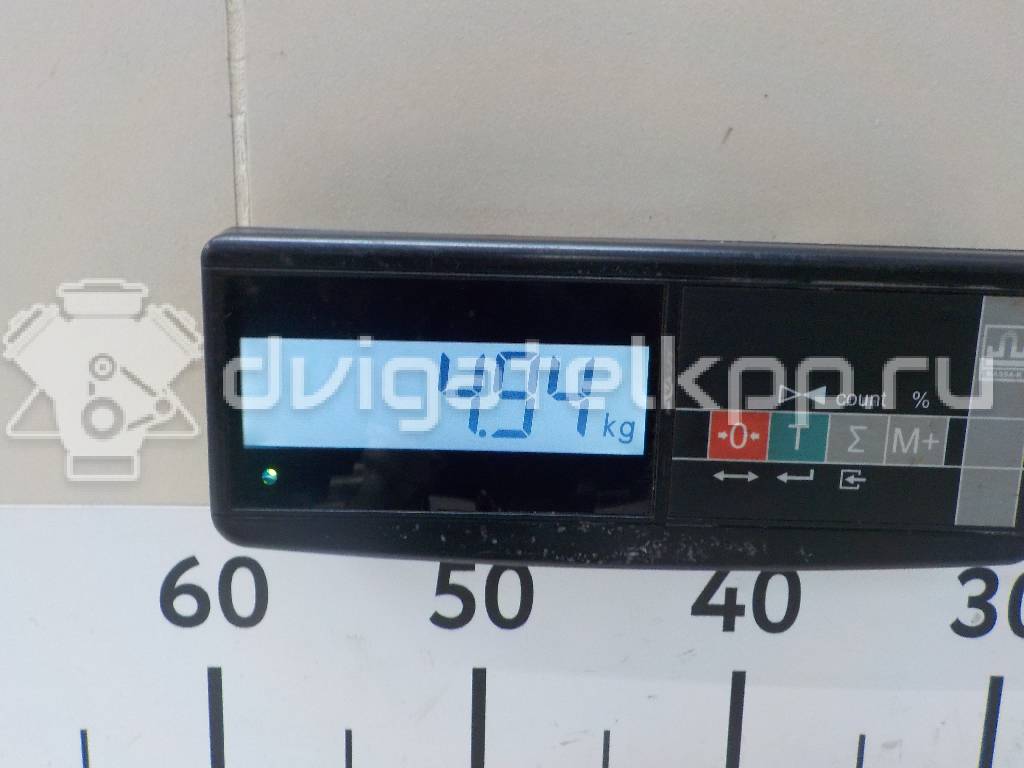 4.94 kg
dvigatelkpp.ru
count %
→0← T Σ M+
60 50 40 30